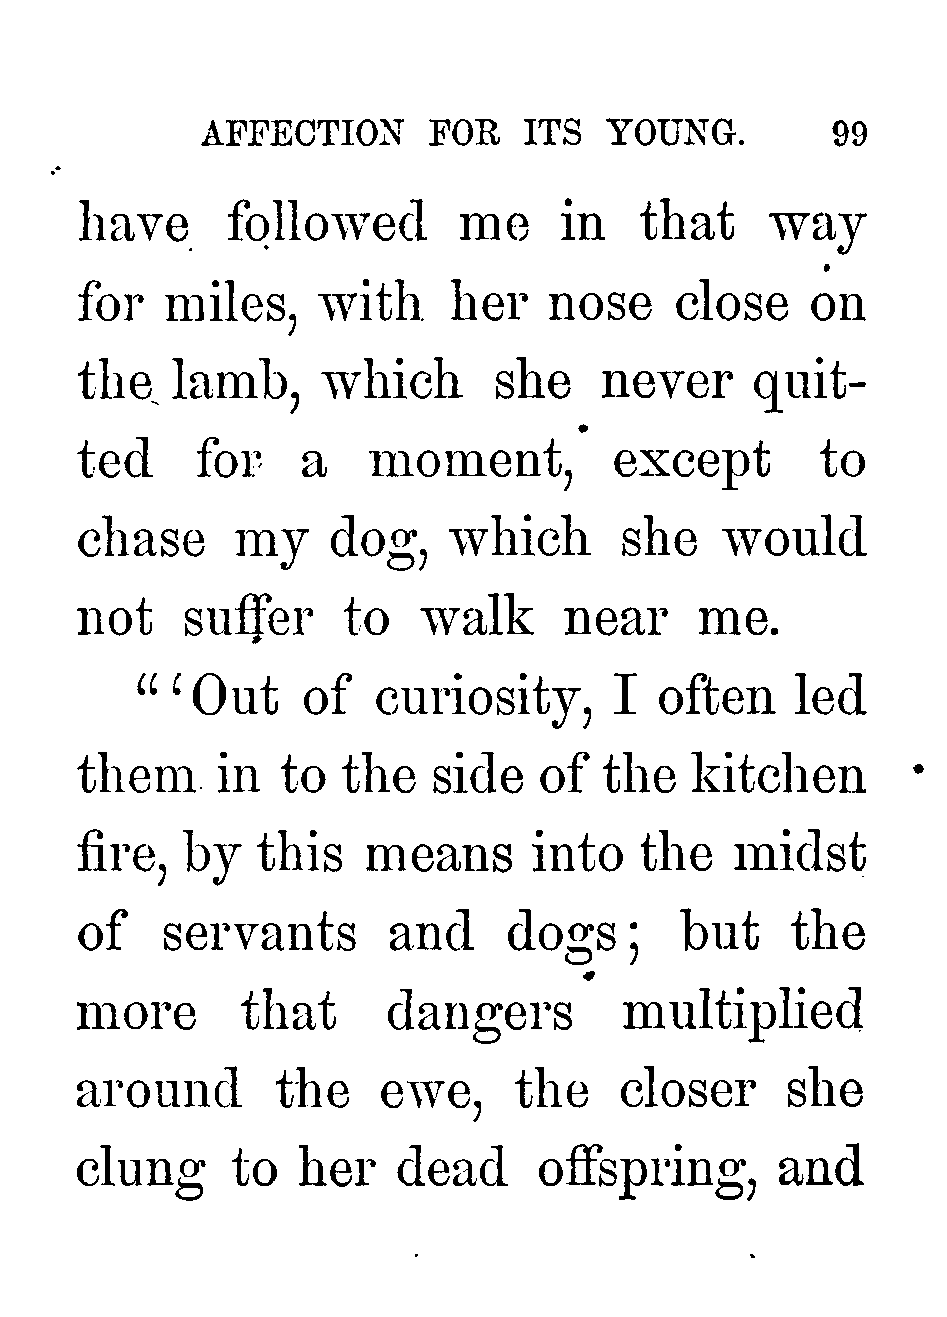 AFFECTION FOR ITS YOUNG. 99
have followed me in that way
for miles, with her nose close on
the lamb, which she never quit-
ted for a moment, except to
chase my dog, which she would
not suffer to walk near me.
"'Out of curiosity, I often led
them in to the side of the kitchen
fire, by this means into the midst
of servants and dogs; but the
more that dangers multiplied
around the ewe, the closer she
clung to her dead offspring, and